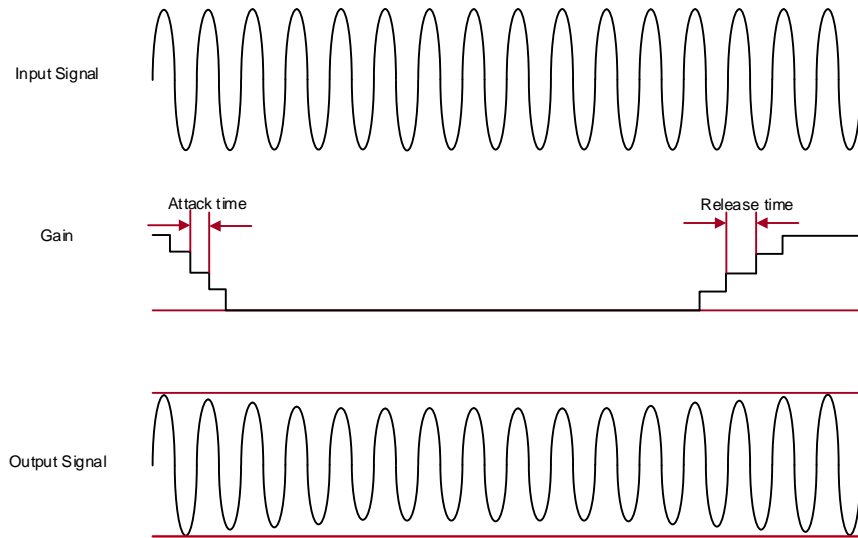 Input Signal
Attack time
Release time
Gain
Output Signal